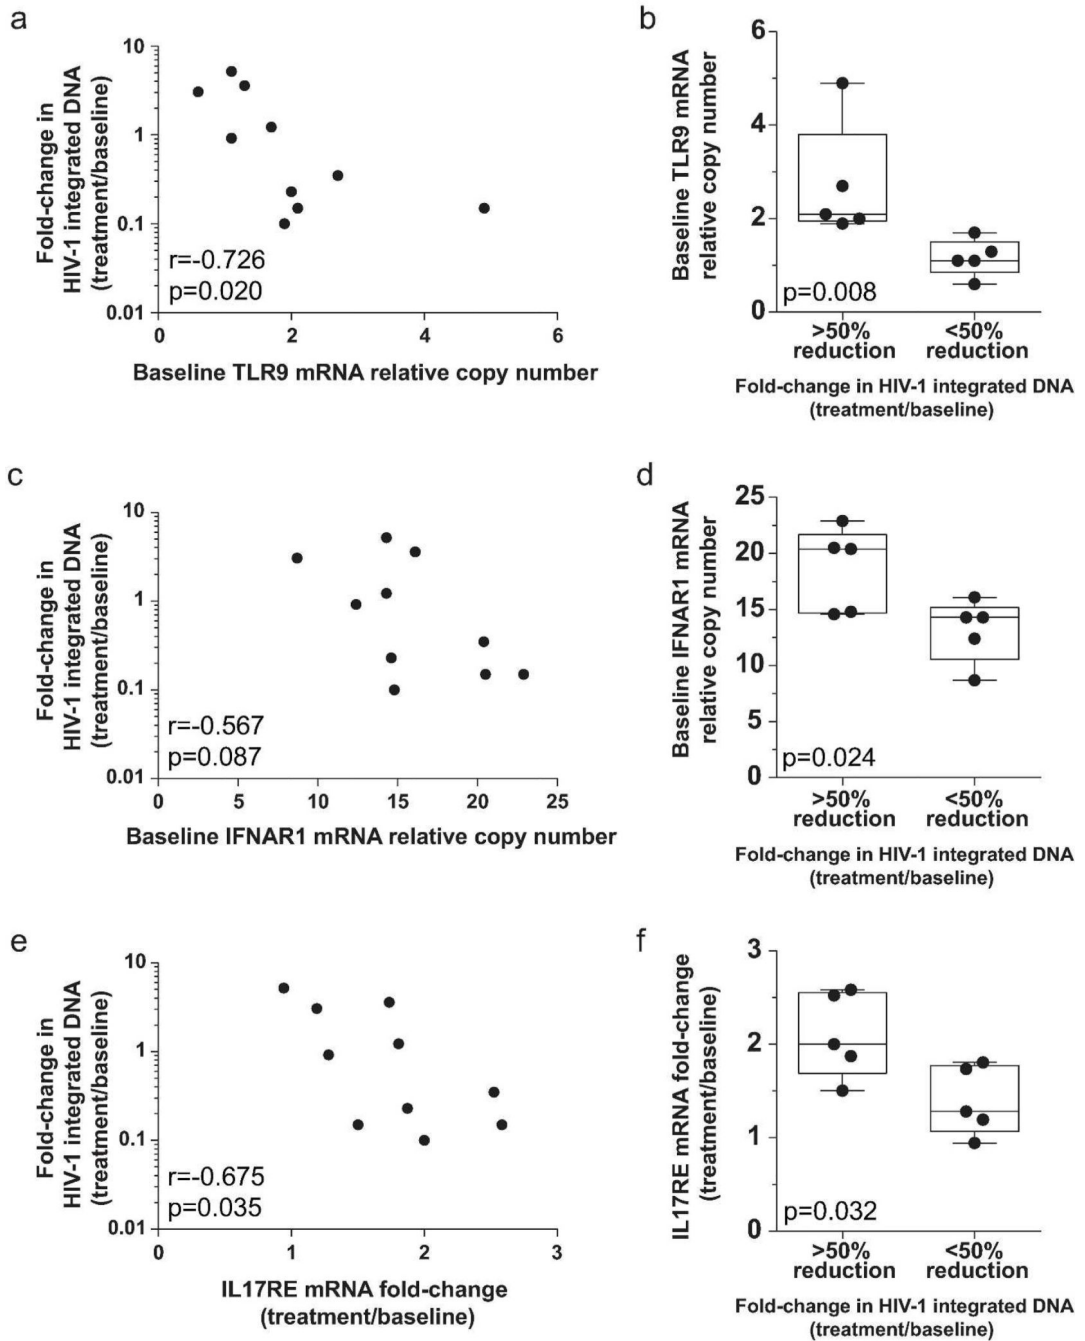 a
Fold-change in
HIV-1 integrated DNA
(treatment/baseline)
10
1
0.1
0.01
r=-0.726
p=0.020
0 2 4 6
Baseline TLR9 mRNA relative copy number
b
Baseline TLR9 mRNA
relative copy number
6
4
2
0
p=0.008
>50% <50%
reduction reduction
Fold-change in HIV-1 integrated DNA
(treatment/baseline)
c
Fold-change in
HIV-1 integrated DNA
(treatment/baseline)
10
1
0.1
0.01
r=-0.567
p=0.087
0 5 10 15 20 25
Baseline IFNAR1 mRNA relative copy number
d
Baseline IFNAR1 mRNA
relative copy number
25
20
15
10
5
0
p=0.024
>50% <50%
reduction reduction
Fold-change in HIV-1 integrated DNA
(treatment/baseline)
e
Fold-change in
HIV-1 integrated DNA
(treatment/baseline)
10
1
0.1
0.01
r=-0.675
p=0.035
0 1 2 3
IL17RE mRNA fold-change
(treatment/baseline)
f
IL17RE mRNA fold-change
(treatment/baseline)
3
2
1
0
p=0.032
>50% <50%
reduction reduction
Fold-change in HIV-1 integrated DNA
(treatment/baseline)